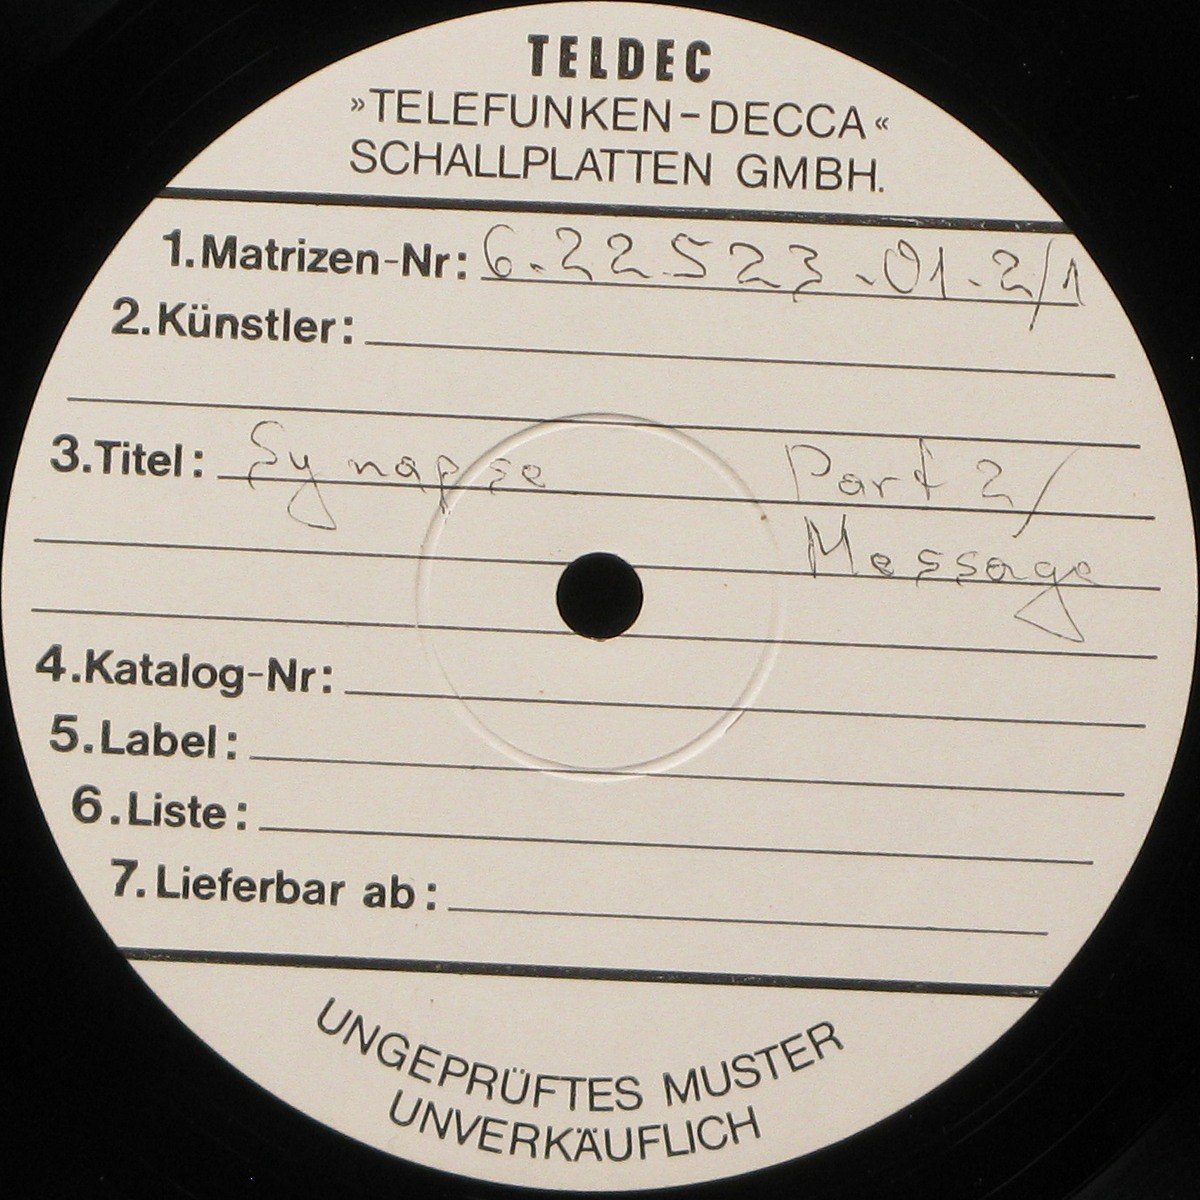 TELDEC
»TELEFUNKEN-DECCA«
SCHALLPLATTEN GMBH.
1. Matrizen-Nr: 6.22523.01.2/1
2. Künstler:
3. Titel: Synapse Part 2/
Message
4. Katalog-Nr:
5. Label:
6. Liste:
7. Lieferbar ab:
UNGEPRÜFTES MUSTER
UNVERKÄUFLICH